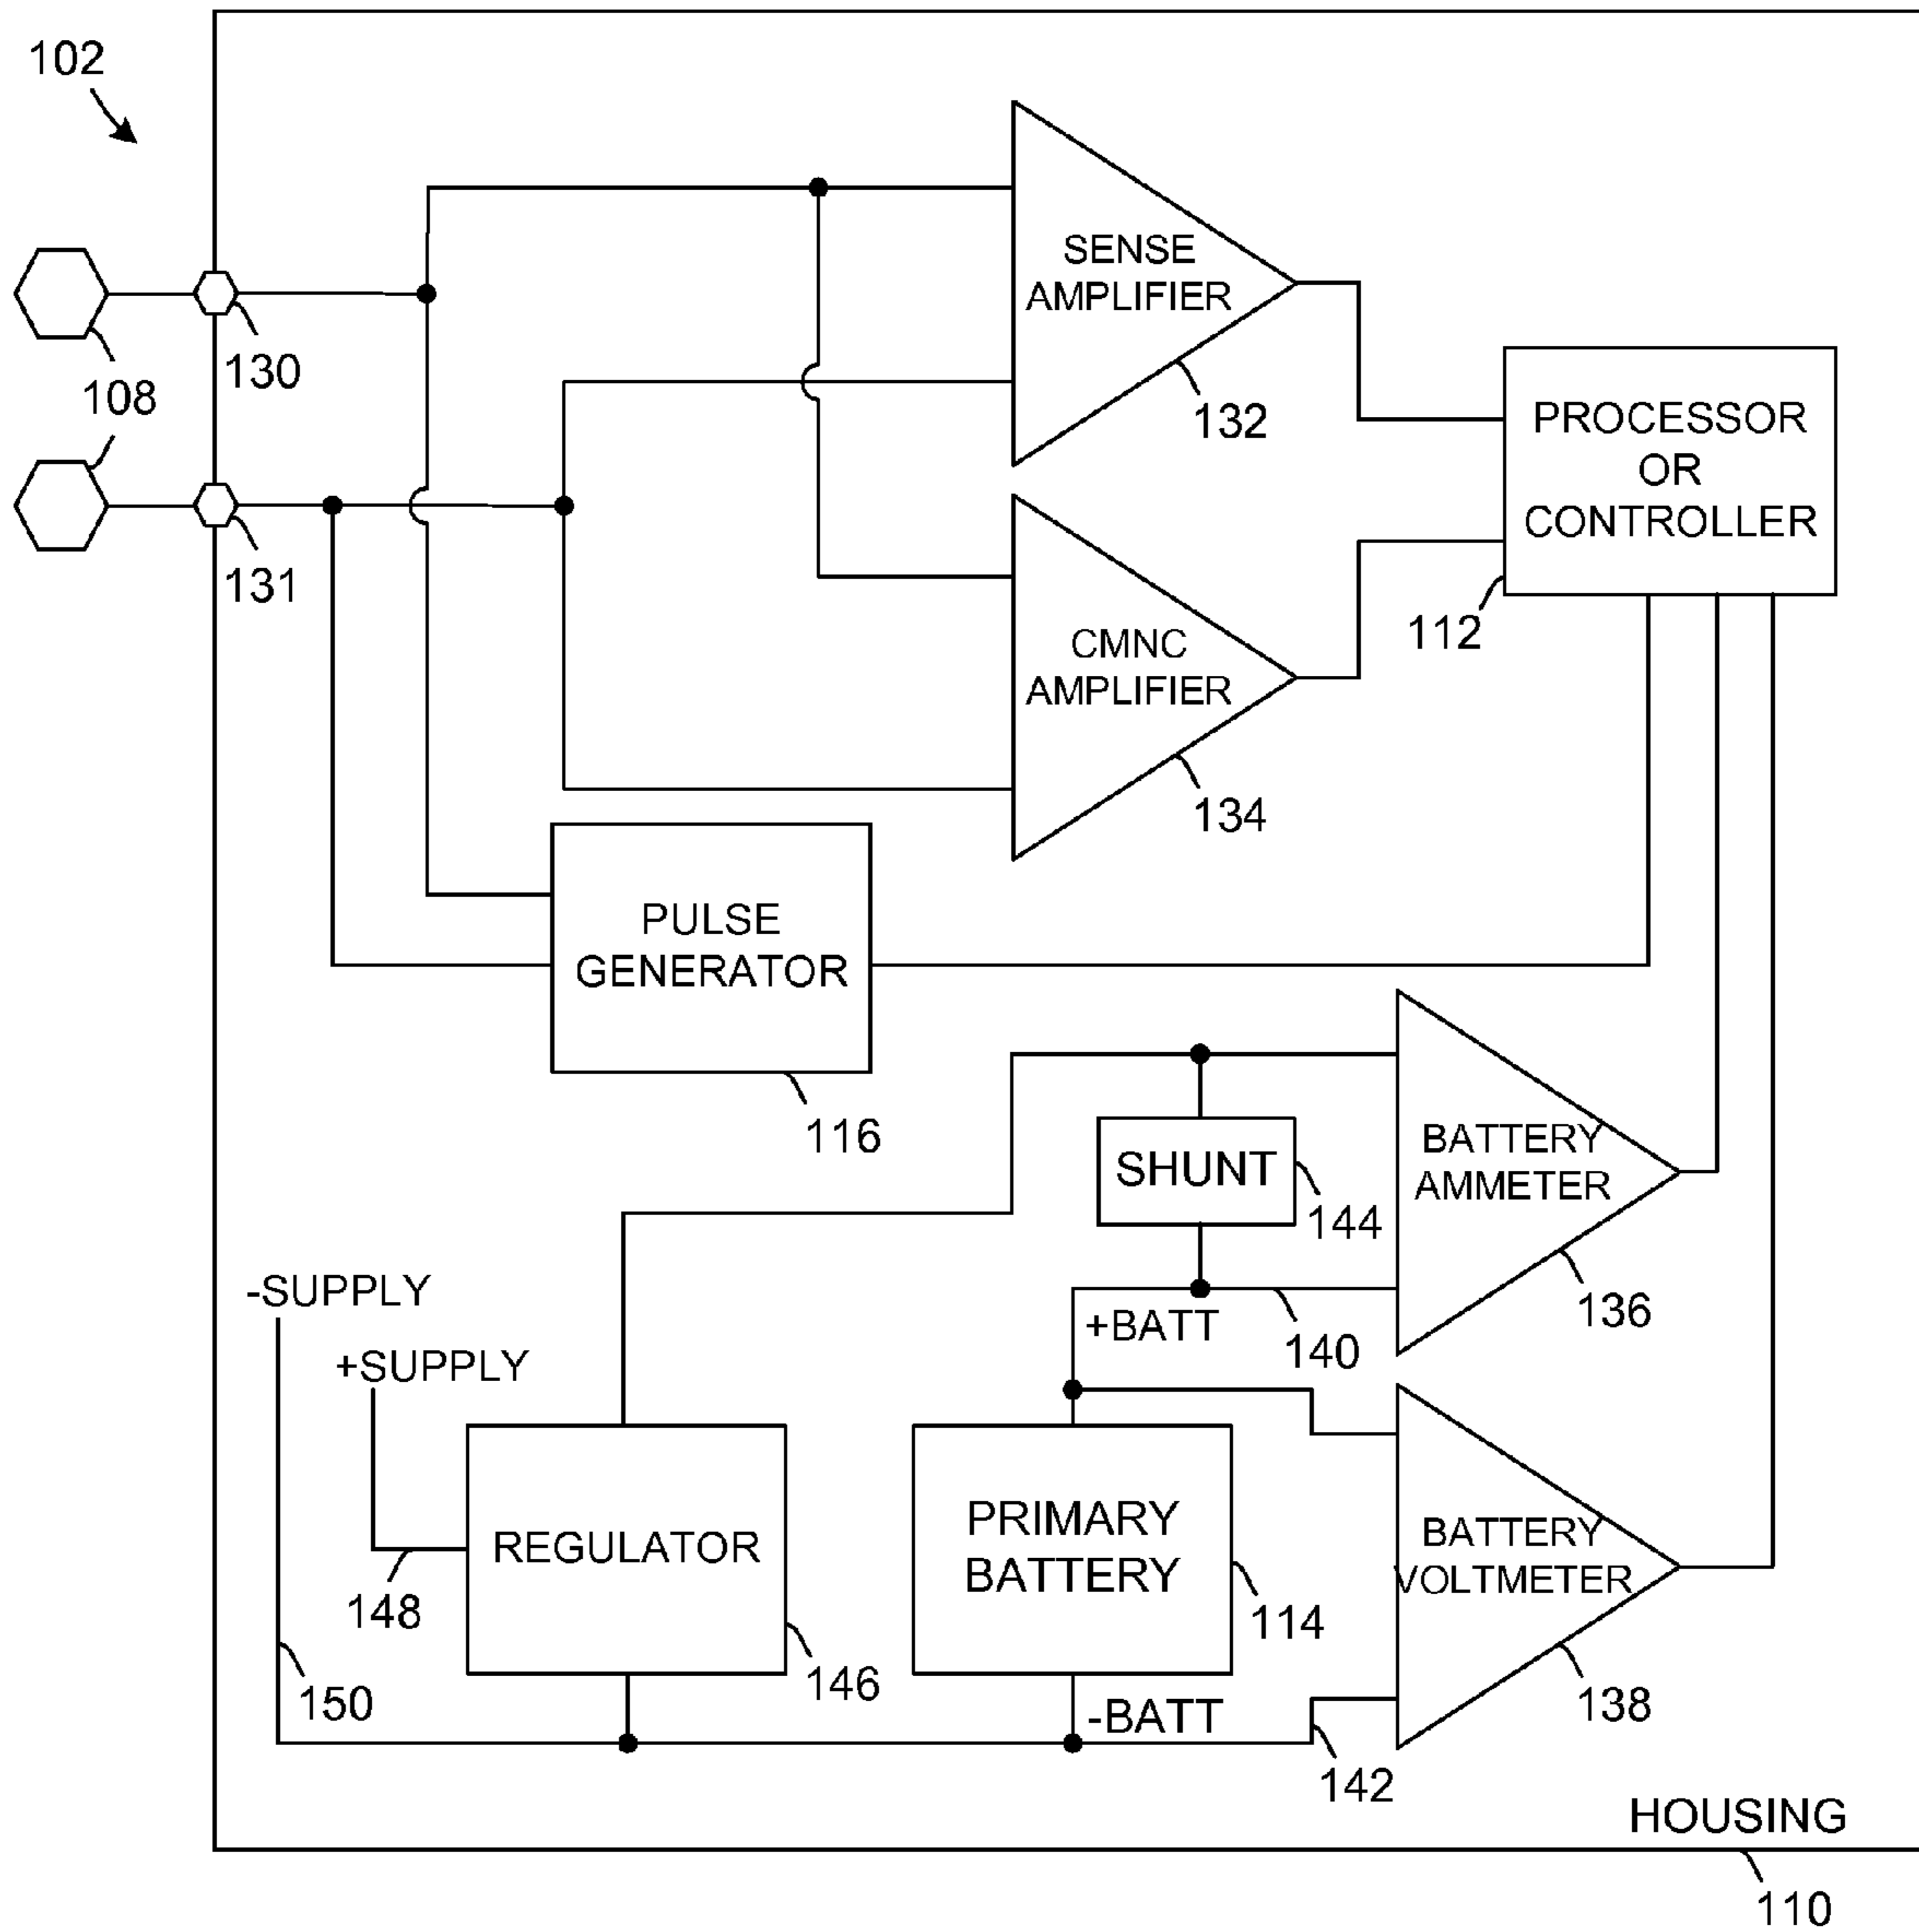 102
SENSE
AMPLIFIER
130
108
132
PROCESSOR
OR
CONTROLLER
131
112
CMNC
AMPLIFIER
134
PULSE
GENERATOR
116
BATTERY
AMMETER
SHUNT
144
-SUPPLY
+BATT
136
140
+SUPPLY
PRIMARY
BATTERY
REGULATOR
BATTERY
VOLTMETER
148
114
146
150
-BATT
138
142
HOUSING
110